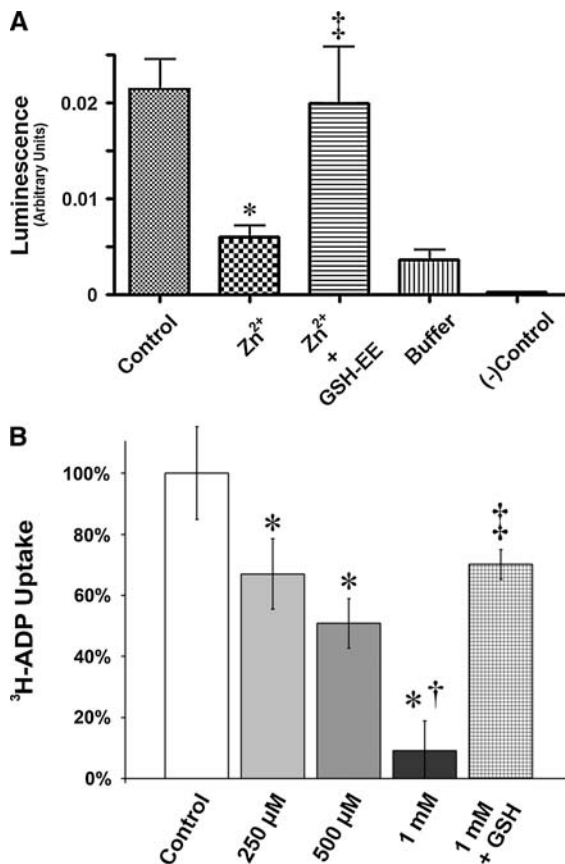 A
‡
0.02
0.01
0
Luminescence
(Arbitrary Units)
*
Control
Zn²⁺
Zn²⁺
+
GSH-EE
Buffer
(-)Control
B
100%
80%
60%
40%
20%
0%
³H-ADP Uptake
*
*
* †
‡
Control
250 µM
500 µM
1 mM
1 mM
+ GSH